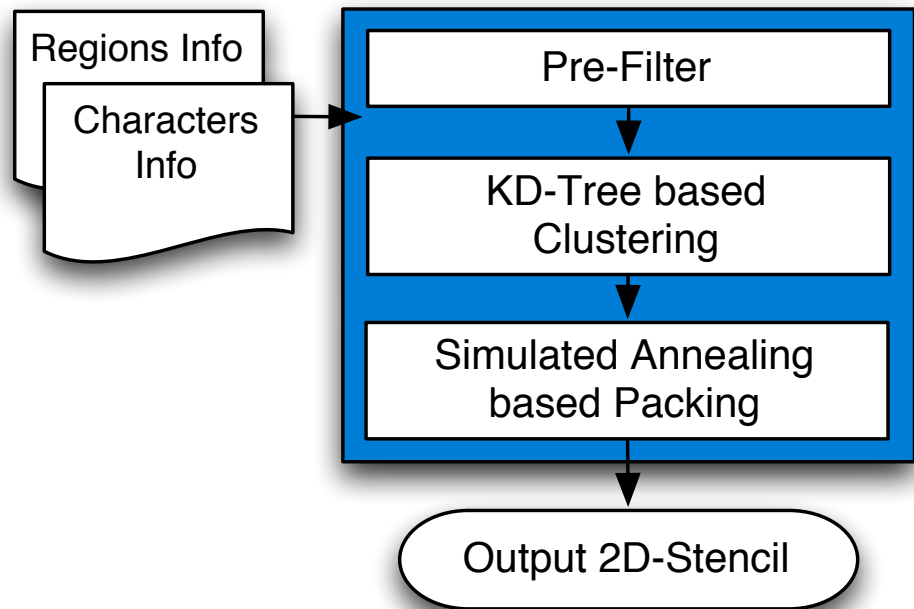 Regions Info
Characters
Info
Pre-Filter
KD-Tree based
Clustering
Simulated Annealing
based Packing
Output 2D-Stencil